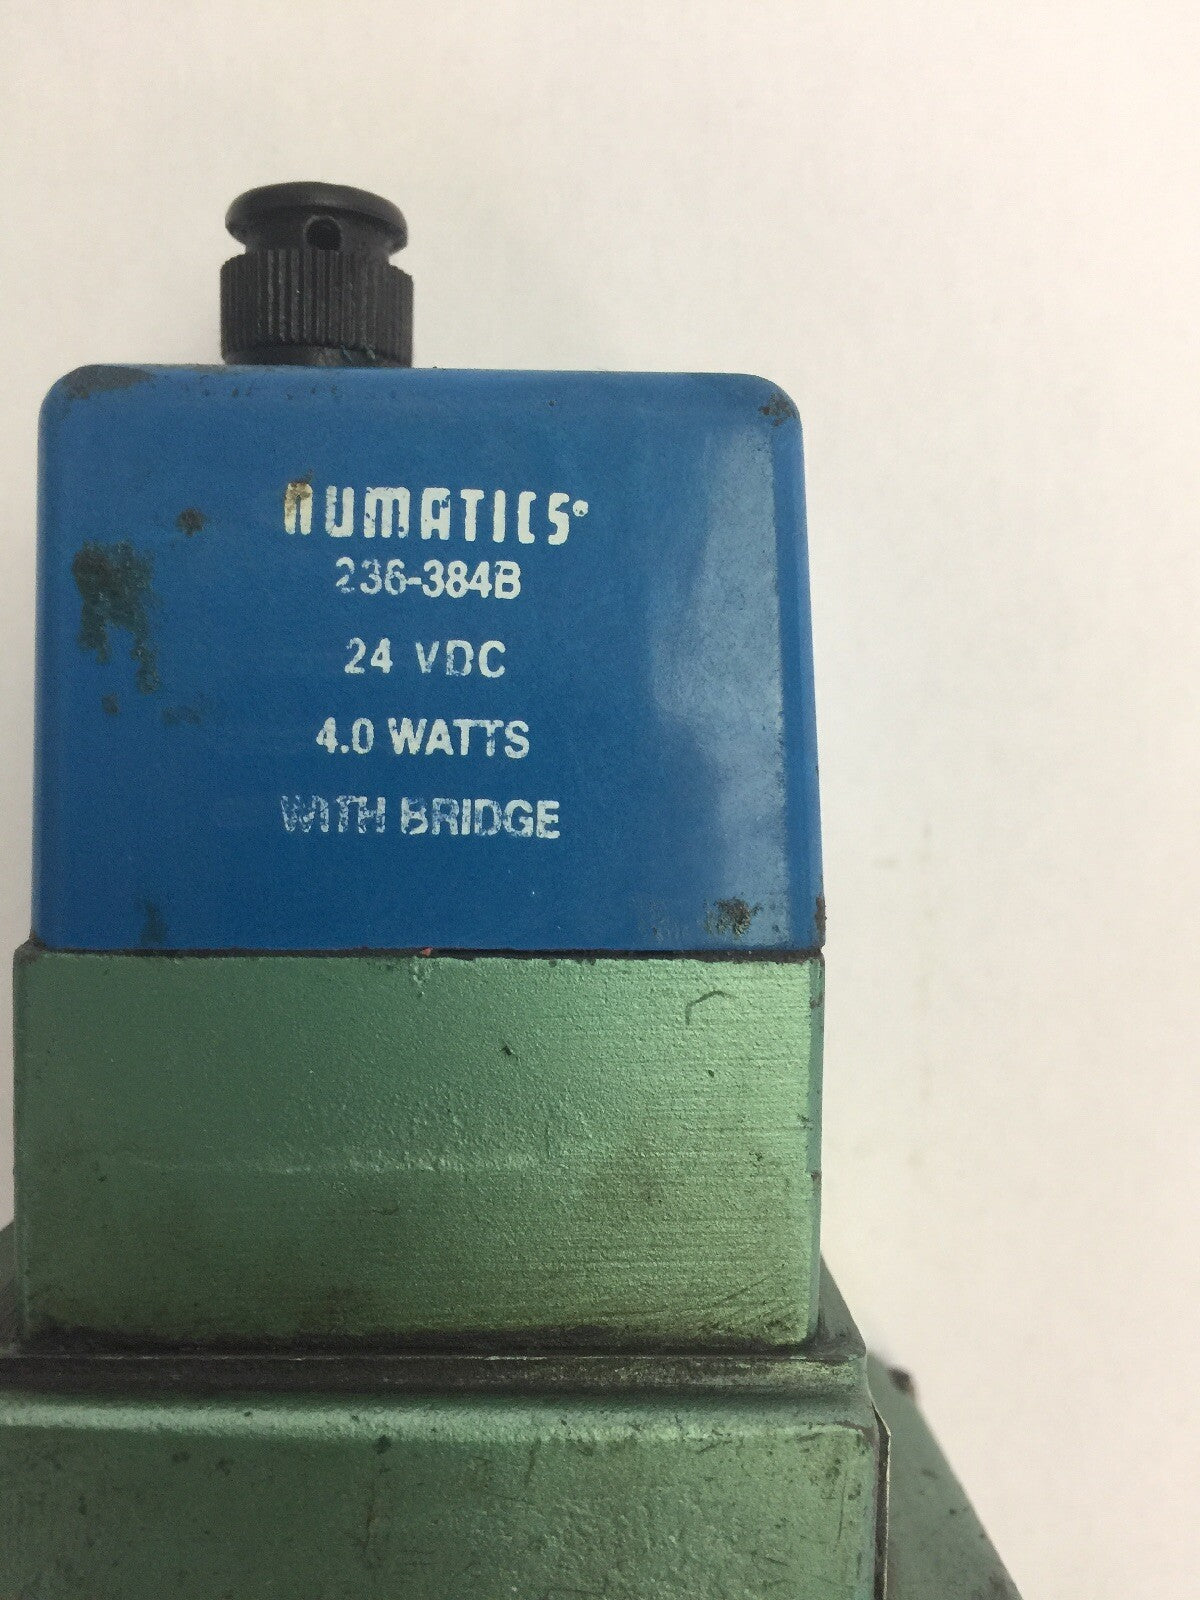 numatics®
236-384B
24 VDC
4.0 WATTS
WITH BRIDGE